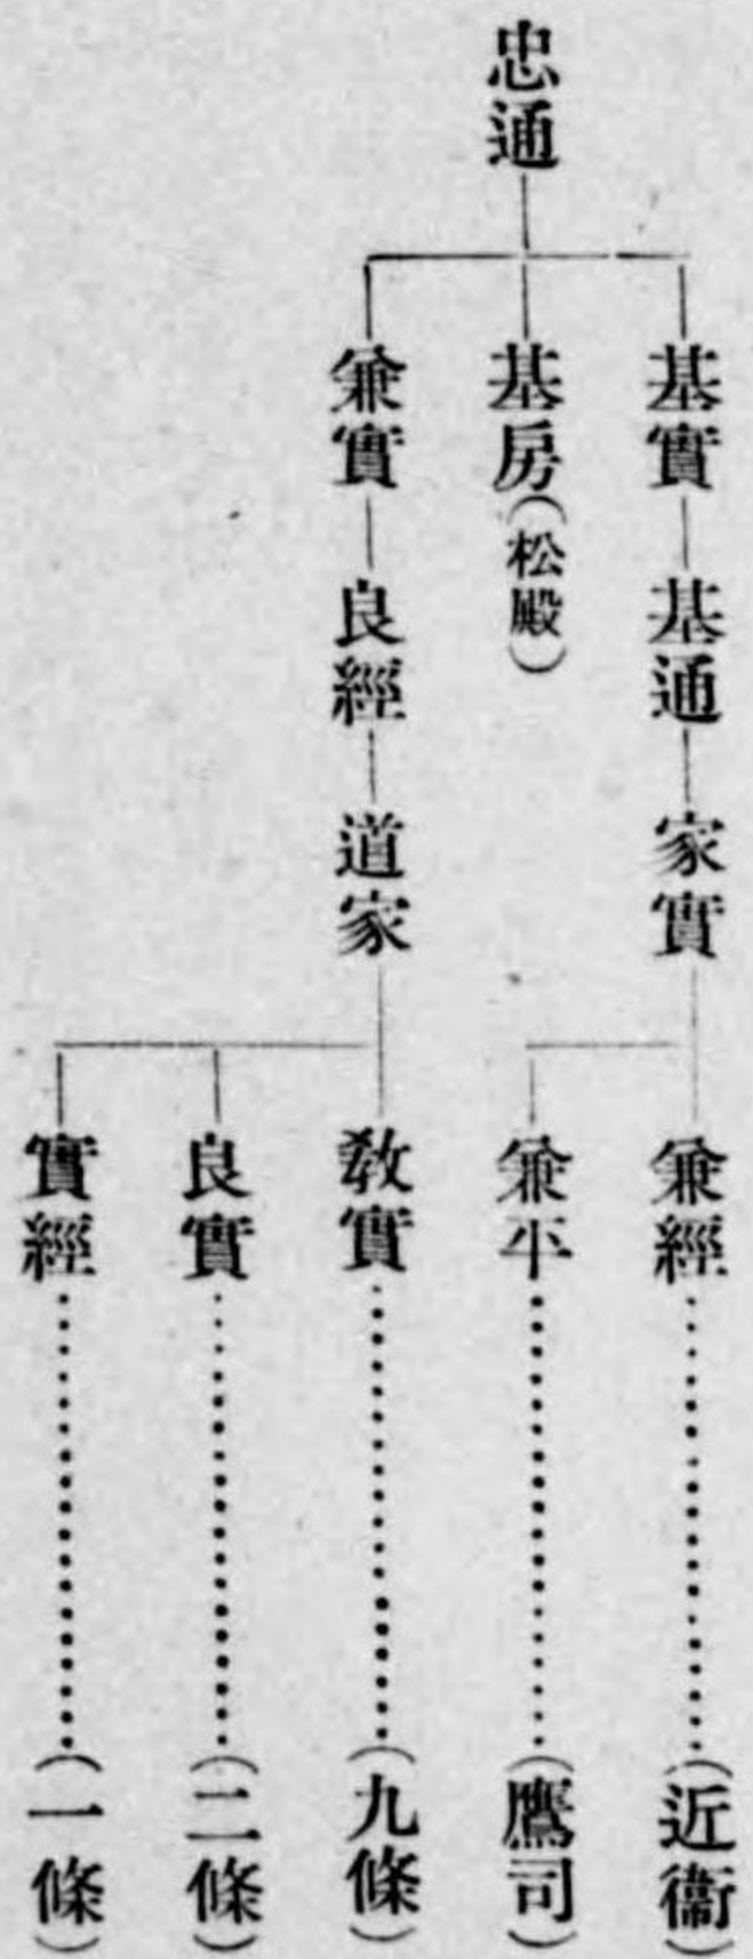 忠通
基實 基通 家實
兼經 (近衞)
兼平 (鷹司)
基房(松殿)
兼實 良經 道家
敎實 (九條)
良實 (二條)
實經 (一條)